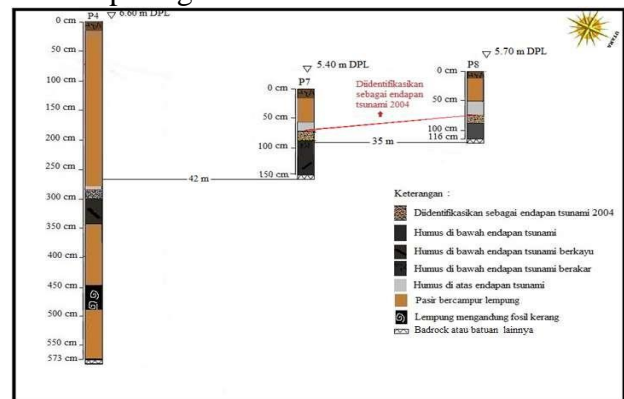 P4
6.60 m DPL
0 cm
50 cm
100 cm
150 cm
200 cm
250 cm
300 cm
350 cm
400 cm
450 cm
500 cm
550 cm
573 cm
42 m
5.40 m DPL
P7
0 cm
50 cm
100 cm
150 cm
Diidentifikasikan
sebagai endapan
tsunami 2004
35 m
P8
5.70 m DPL
0 cm
50 cm
100 cm
116 cm
UTARA
Keterangan :
Diidentifikasikan sebagai endapan tsunami 2004
Humus di bawah endapan tsunami
Humus di bawah endapan tsunami berkayu
Humus di bawah endapan tsunami berakar
Humus di atas endapan tsunami
Pasir bercampur lempung
Lempung mengandung fosil kerang
Badrock atau batuan lainnya